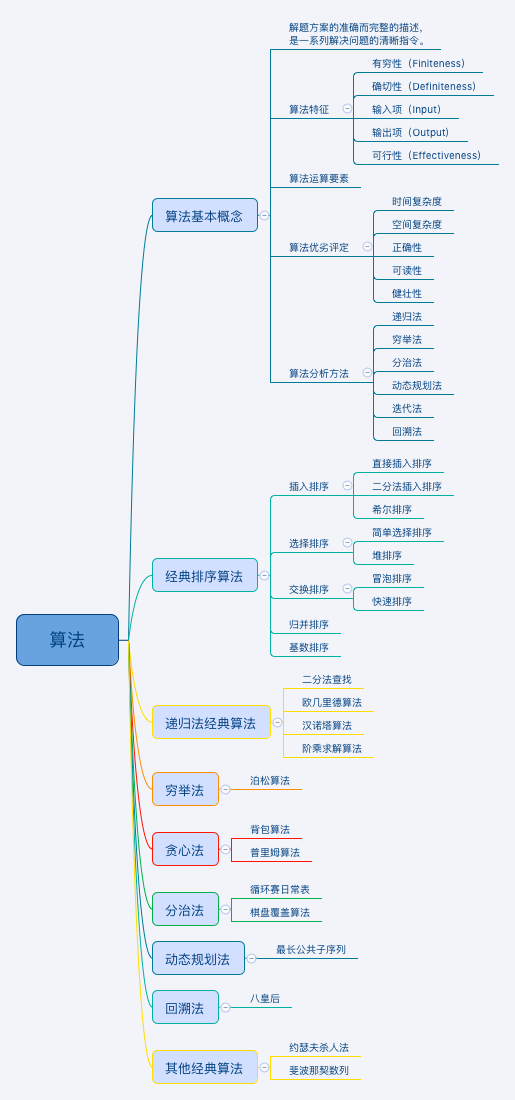 算法
算法基本概念
解题方案的准确而完整的描述，
是一系列解决问题的清晰指令。
算法特征
有穷性（Finiteness）
确切性（Definiteness）
输入项（Input）
输出项（Output）
可行性（Effectiveness）
算法运算要素
算法优劣评定
时间复杂度
空间复杂度
正确性
可读性
健壮性
算法分析方法
递归法
穷举法
分治法
动态规划法
迭代法
回溯法
经典排序算法
插入排序
直接插入排序
二分法插入排序
希尔排序
选择排序
简单选择排序
堆排序
交换排序
冒泡排序
快速排序
归并排序
基数排序
递归法经典算法
二分法查找
欧几里德算法
汉诺塔算法
阶乘求解算法
穷举法
泊松算法
贪心法
背包算法
普里姆算法
分治法
循环赛日常表
棋盘覆盖算法
动态规划法
最长公共子序列
回溯法
八皇后
其他经典算法
约瑟夫杀人法
斐波那契数列